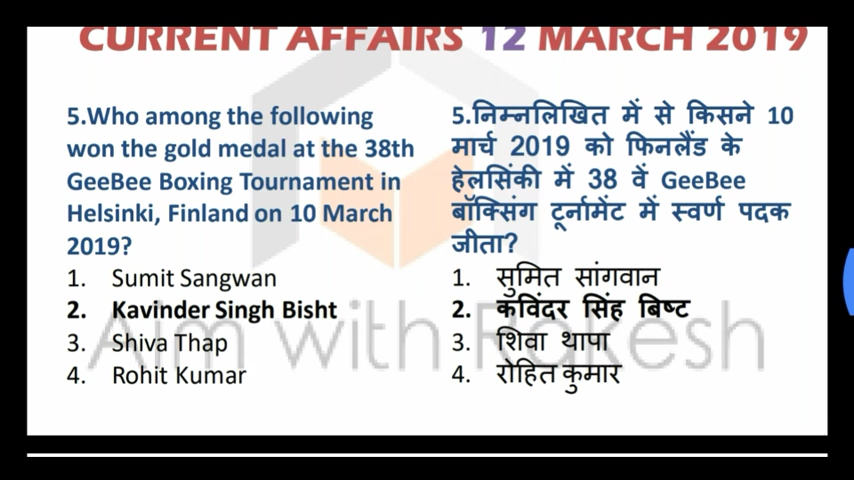 CURRENT AFFAIRS 12 MARCH 2019
5.Who among the following
won the gold medal at the 38th
GeeBee Boxing Tournament in
Helsinki, Finland on 10 March
2019?
1. Sumit Sangwan
2. Kavinder Singh Bisht
3. Shiva Thap
4. Rohit Kumar
5.निम्नलिखित में से किसने 10
मार्च 2019 को फिनलैंड के
हेलसिंकी में 38 वें GeeBee
बॉक्सिंग टूर्नामेंट में स्वर्ण पदक
जीता?
1. सुमित सांगवान
2. कविंदर सिंह बिष्ट
3. शिवा थापा
4. रोहित कुमार
Aim with Rakesh